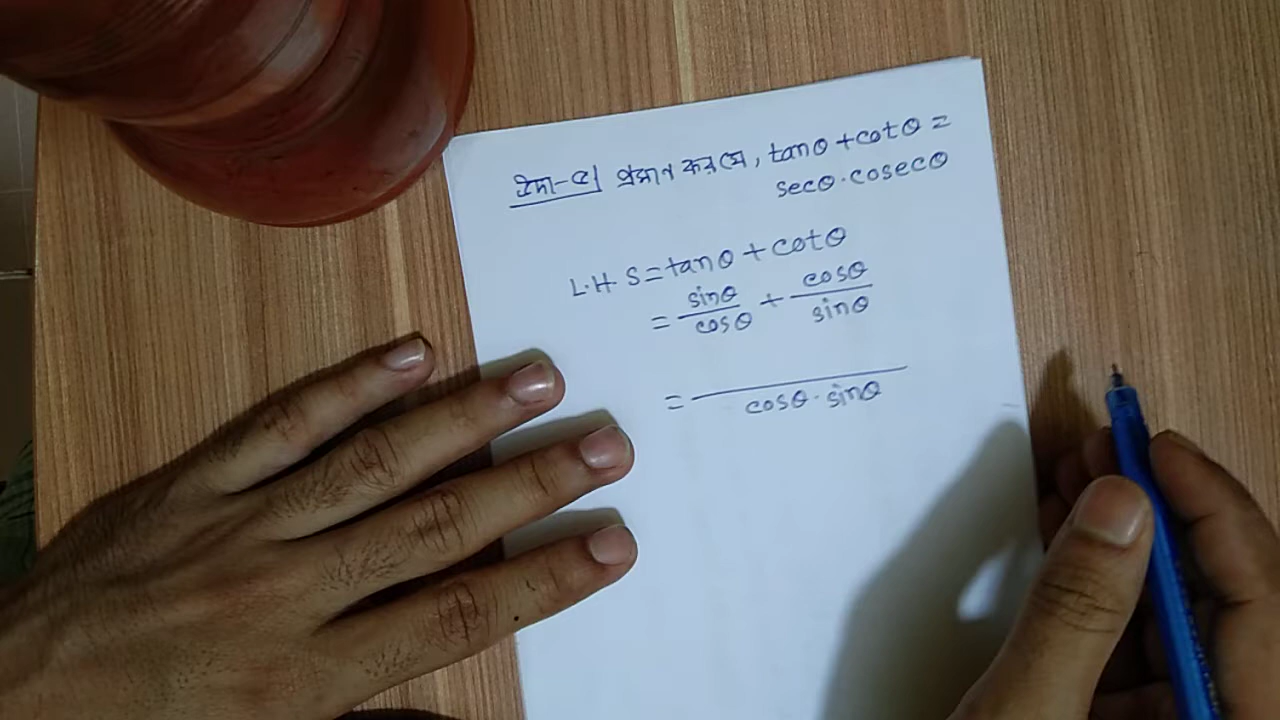 উদা-৫| প্রমাণ কর যে, tanθ + cotθ =
secθ·cosecθ
L.H.S = tanθ + cotθ
= sinθ/cosθ + cosθ/sinθ
= ―/cosθ·sinθ